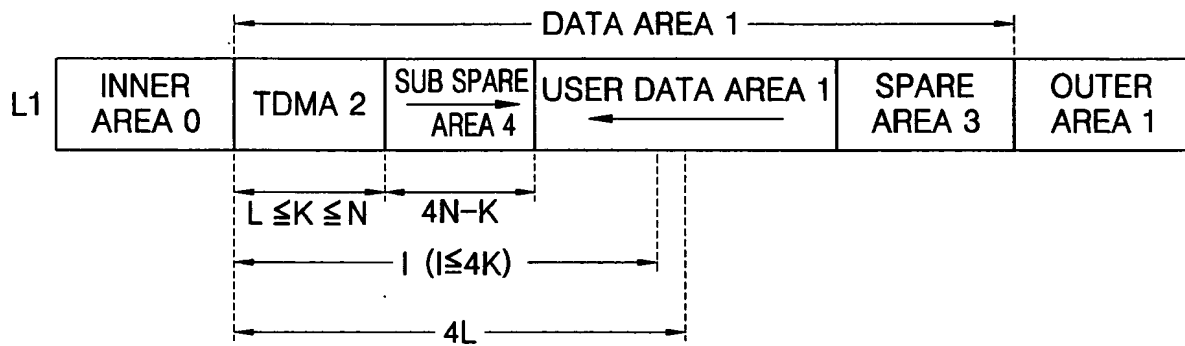 DATA AREA 1
L1
INNER
AREA 0
TDMA 2
SUB SPARE
AREA 4
USER DATA AREA 1
SPARE
AREA 3
OUTER
AREA 1
L ≦K ≦N
4N-K
I (I≦4K)
4L